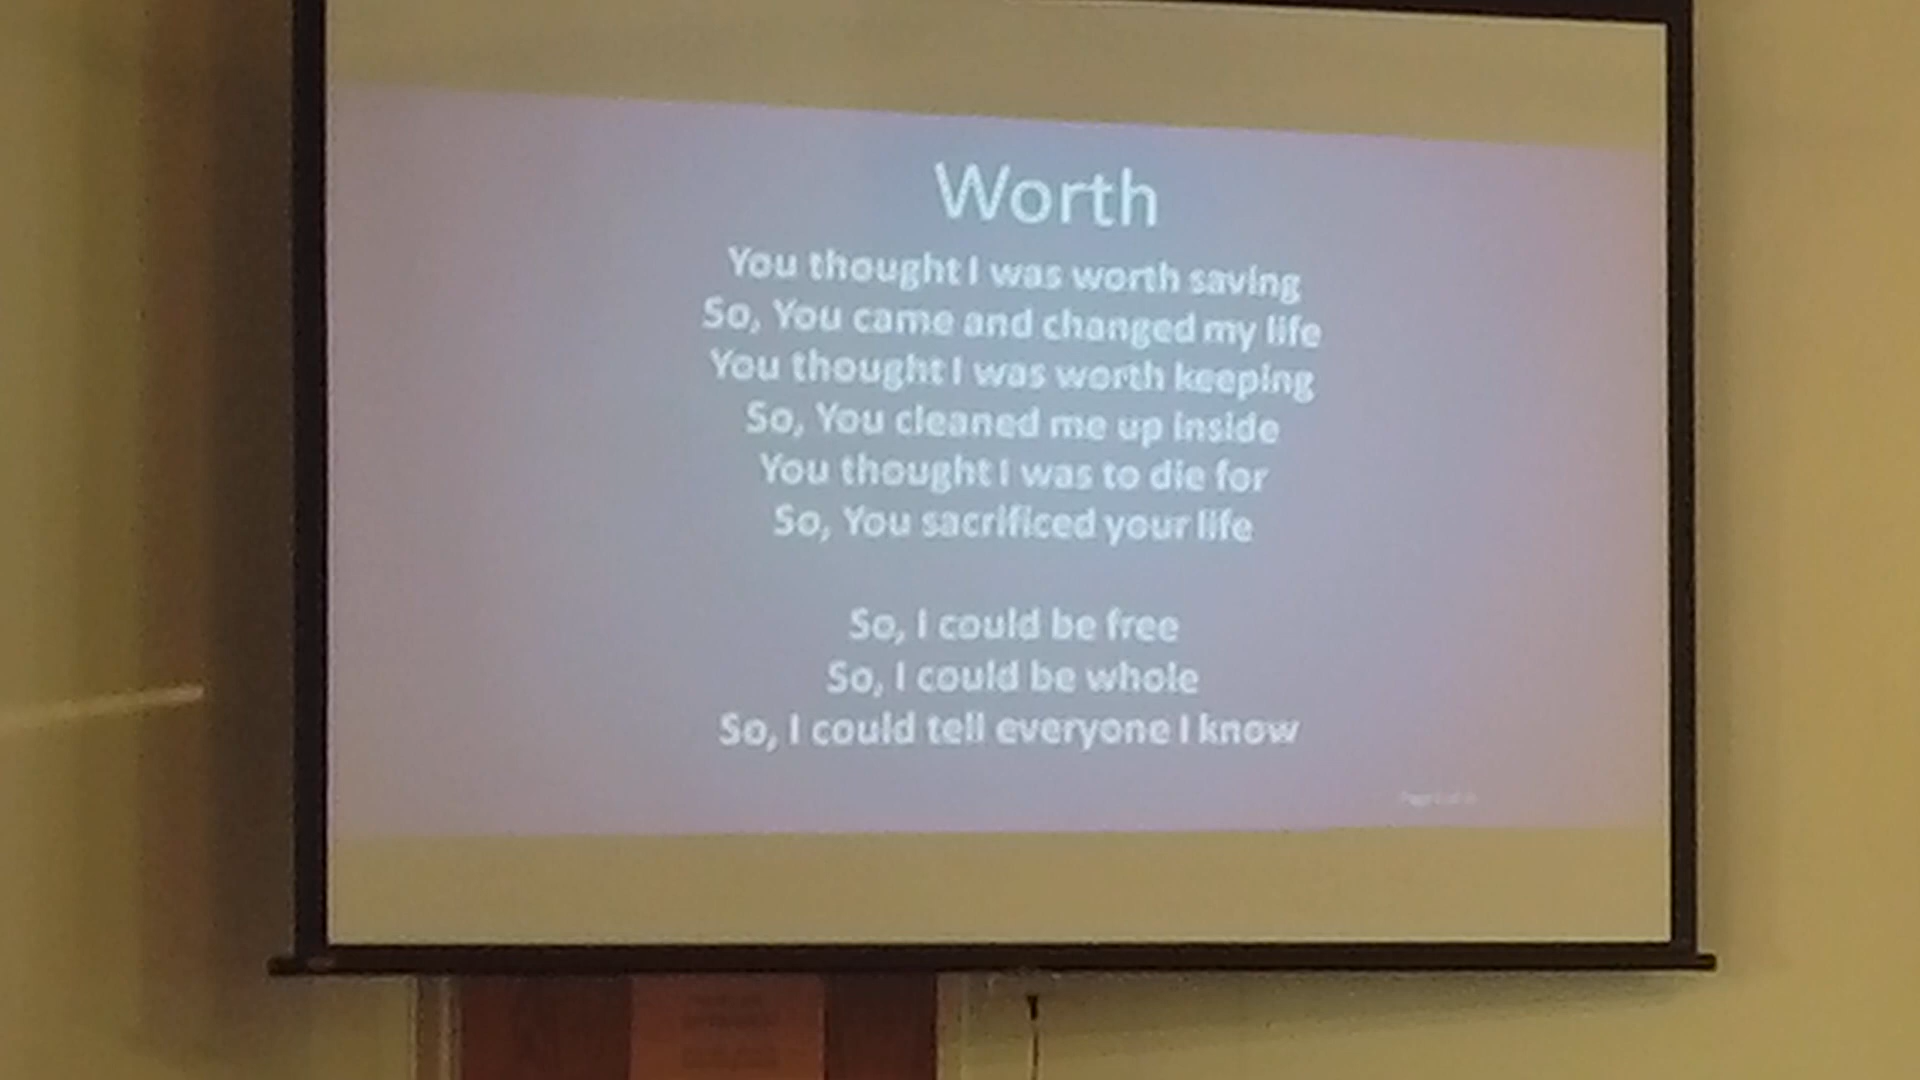 Worth
You thought I was worth saving
So, You came and changed my life
You thought I was worth keeping
So, You cleaned me up inside
You thought I was to die for
So, You sacrificed your life
So, I could be free
So, I could be whole
So, I could tell everyone I know
Page